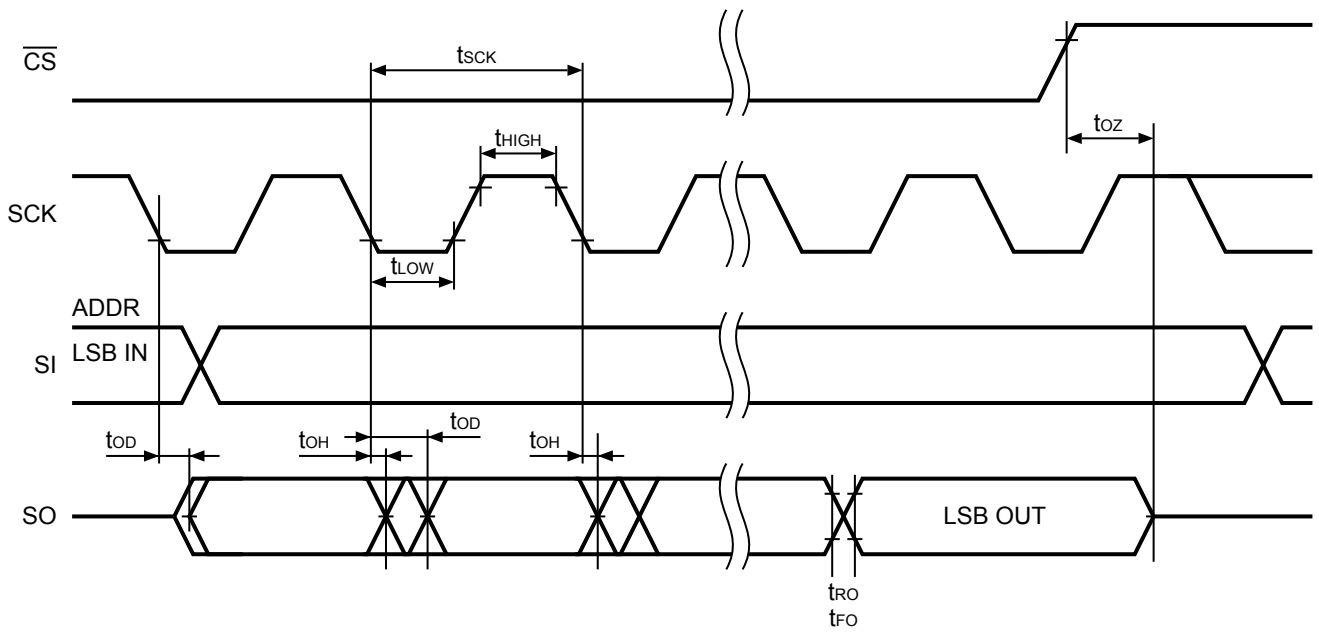 CS
tSCK
tHIGH
tOZ
SCK
tLOW
ADDR
SI LSB IN
tOD tOH tOD tOH
SO LSB OUT
tRO
tFO